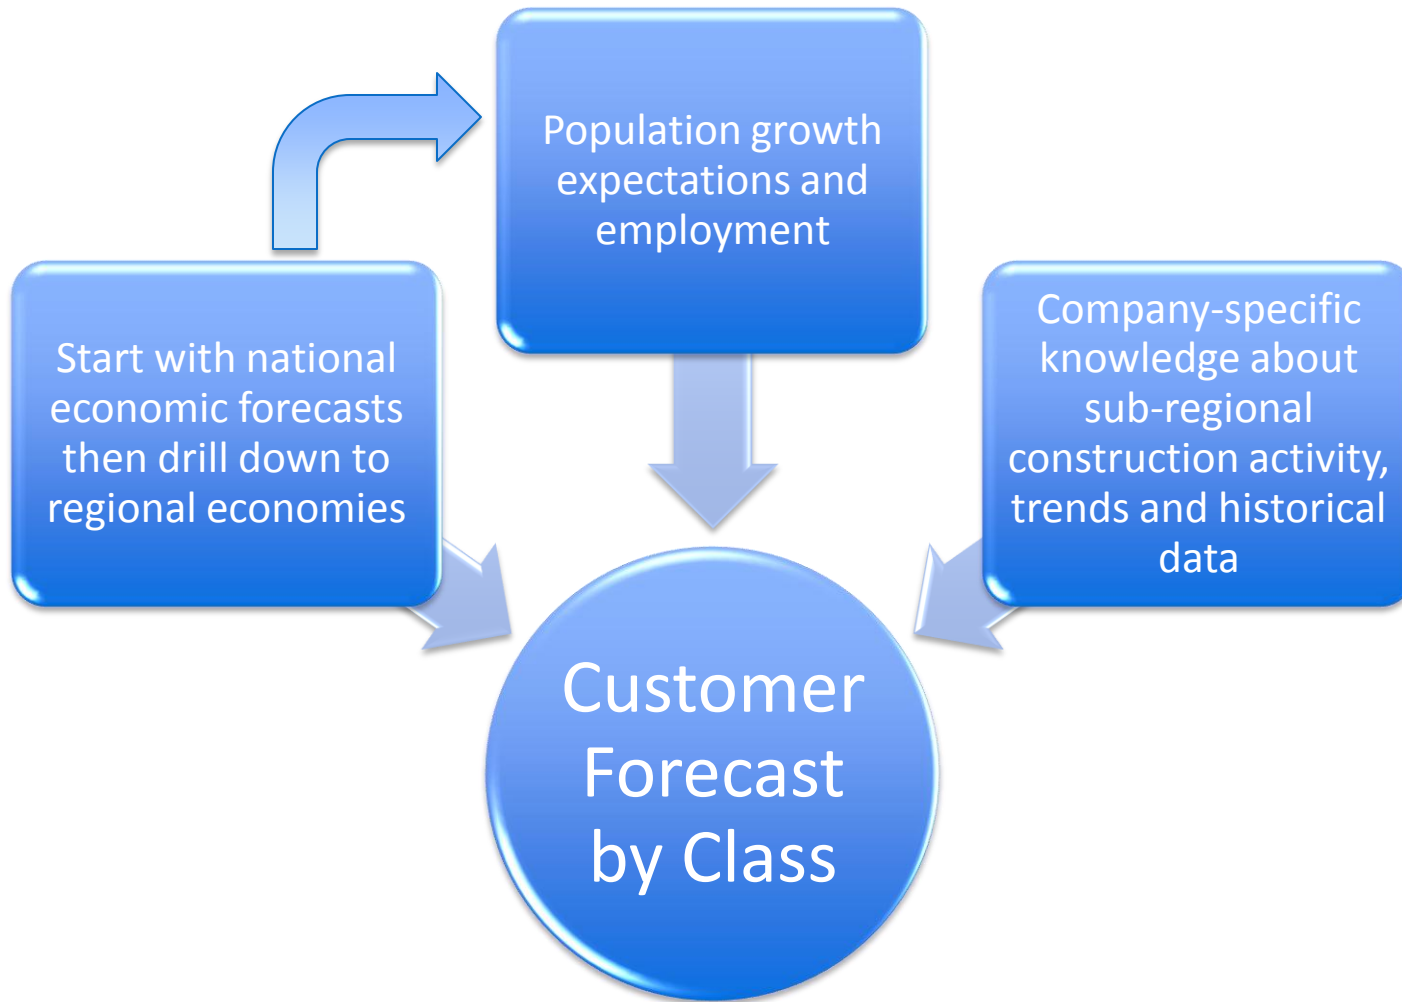 Population growth
expectations and
employment
Start with national
economic forecasts
then drill down to
regional economies
Company-specific
knowledge about
sub-regional
construction activity,
trends and historical
data
Customer
Forecast
by Class